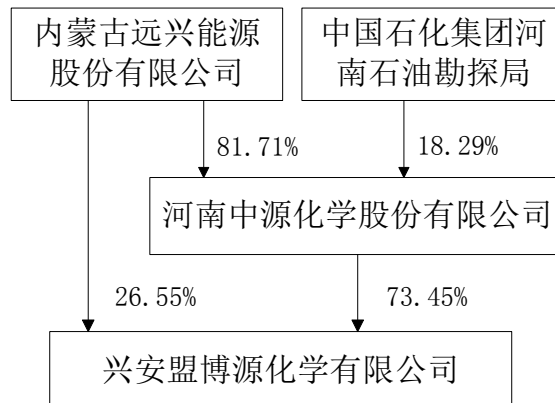 内蒙古远兴能源
股份有限公司
中国石化集团河
南石油勘探局
81.71%
18.29%
河南中源化学股份有限公司
26.55%
73.45%
兴安盟博源化学有限公司